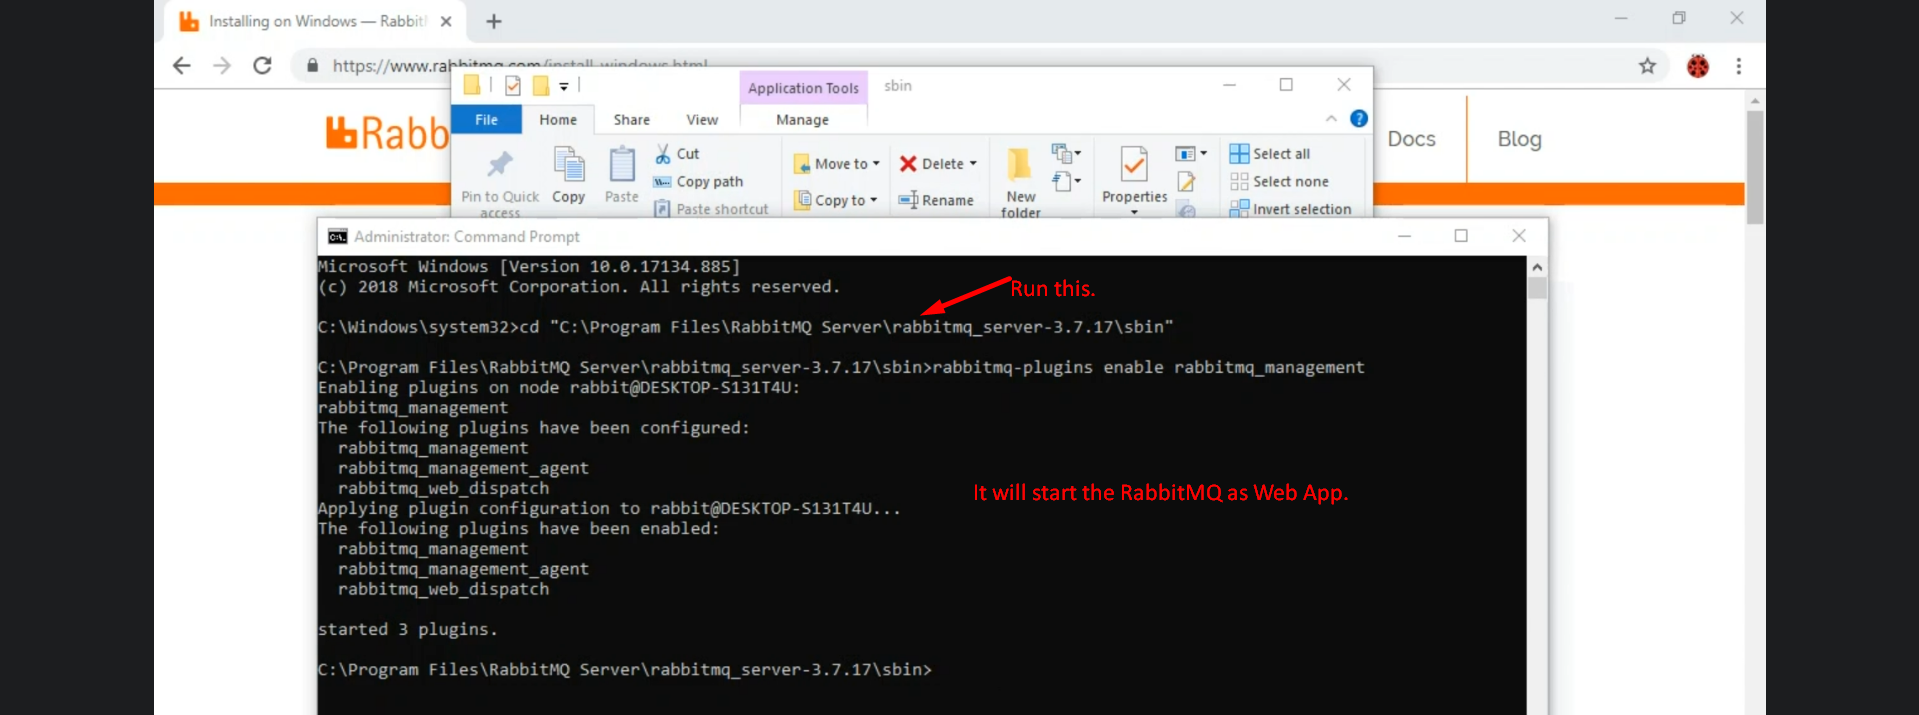 Installing on Windows — Rabbit
https://www.rabbitmq.com/install-windows.html
Application Tools
sbin
File
Home
Share
View
Manage
Rabb
Docs
Blog
Pin to Quick access
Copy
Paste
Cut
Copy path
Paste shortcut
Move to
Copy to
Delete
Rename
New folder
Properties
Select all
Select none
Invert selection
Administrator: Command Prompt
Microsoft Windows [Version 10.0.17134.885]
(c) 2018 Microsoft Corporation. All rights reserved.
Run this.
C:\Windows\system32>cd "C:\Program Files\RabbitMQ Server\rabbitmq_server-3.7.17\sbin"
C:\Program Files\RabbitMQ Server\rabbitmq_server-3.7.17\sbin>rabbitmq-plugins enable rabbitmq_management
Enabling plugins on node rabbit@DESKTOP-S131T4U:
rabbitmq_management
The following plugins have been configured:
rabbitmq_management
rabbitmq_management_agent
rabbitmq_web_dispatch
It will start the RabbitMQ as Web App.
Applying plugin configuration to rabbit@DESKTOP-S131T4U...
The following plugins have been enabled:
rabbitmq_management
rabbitmq_management_agent
rabbitmq_web_dispatch
started 3 plugins.
C:\Program Files\RabbitMQ Server\rabbitmq_server-3.7.17\sbin>